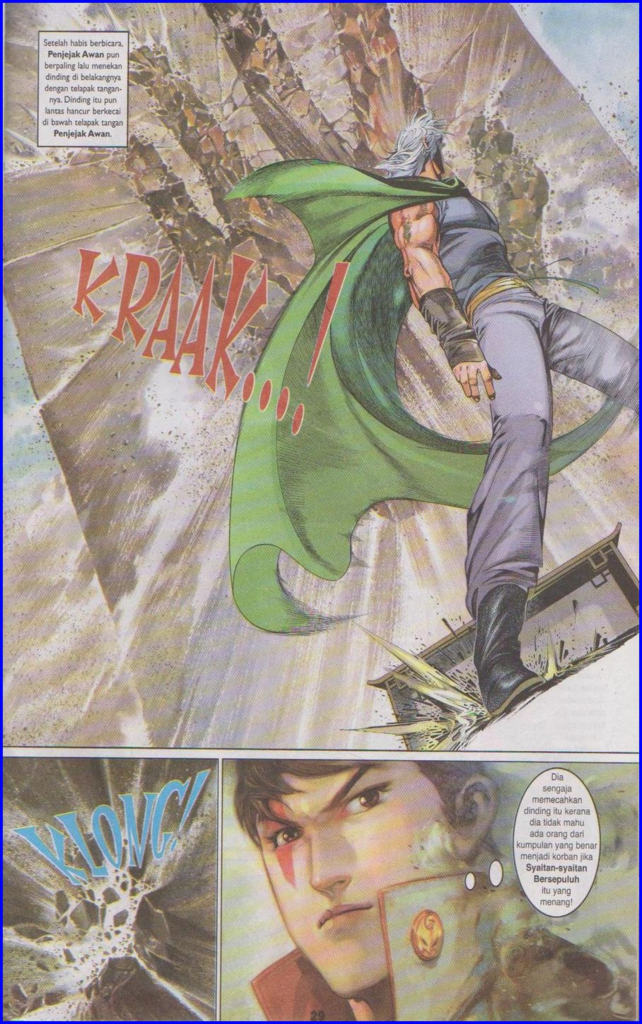 Setelah habis berbicara,
Penjejak Awan pun
berpaling lalu menekan
dinding di belakangnya
dengan telapak tangan-
nya. Dinding itu pun
lantas hancur berkecai
di bawah telapak tangan
Penjejak Awan.
KRAAK....!
KLONG!
Dia
sengaja
memecahkan
dinding itu kerana
dia tidak mahu
ada orang dari
kumpulan yang benar
menjadi korban jika
Syaitan-syaitan
Bersepuluh
itu yang
menang!
29